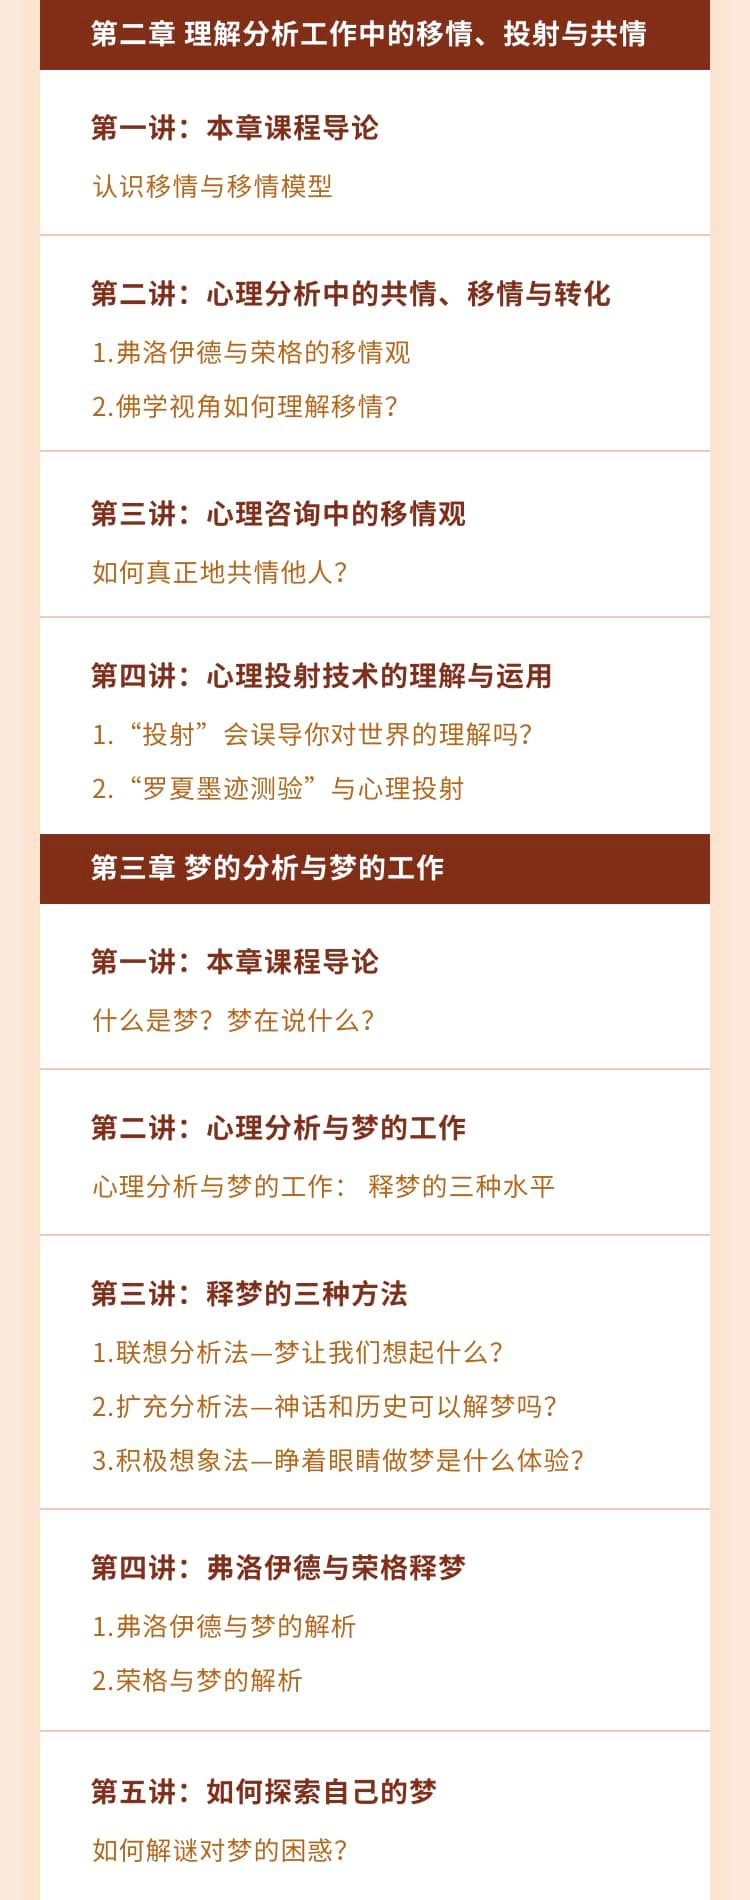 第二章 理解分析工作中的移情、投射与共情
第一讲：本章课程导论
认识移情与移情模型
第二讲：心理分析中的共情、移情与转化
1.弗洛伊德与荣格的移情观
2.佛学视角如何理解移情？
第三讲：心理咨询中的移情观
如何真正地共情他人？
第四讲：心理投射技术的理解与运用
1.“投射”会误导你对世界的理解吗？
2.“罗夏墨迹测验”与心理投射
第三章 梦的分析与梦的工作
第一讲：本章课程导论
什么是梦？梦在说什么？
第二讲：心理分析与梦的工作
心理分析与梦的工作： 释梦的三种水平
第三讲：释梦的三种方法
1.联想分析法—梦让我们想起什么？
2.扩充分析法—神话和历史可以解梦吗？
3.积极想象法—睁着眼睛做梦是什么体验？
第四讲：弗洛伊德与荣格释梦
1.弗洛伊德与梦的解析
2.荣格与梦的解析
第五讲：如何探索自己的梦
如何解谜对梦的困惑？